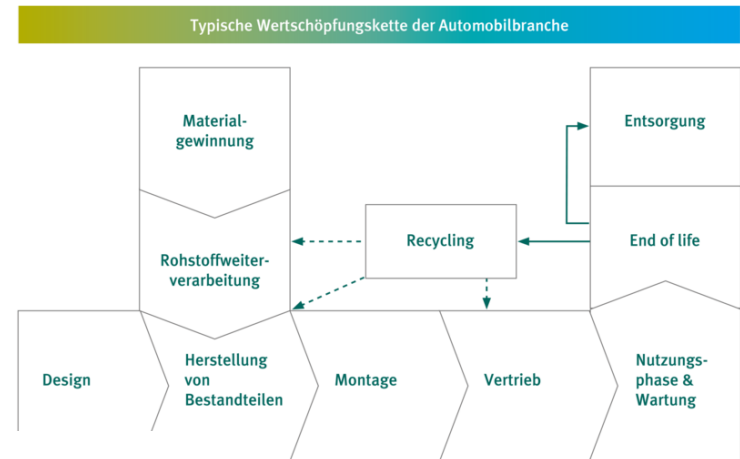 Typische Wertschöpfungskette der Automobilbranche
Material-
gewinnung
Entsorgung
Rohstoffweiter-
verarbeitung
Recycling
End of life
Design
Herstellung
von
Bestandteilen
Montage
Vertrieb
Nutzungs-
phase &
Wartung